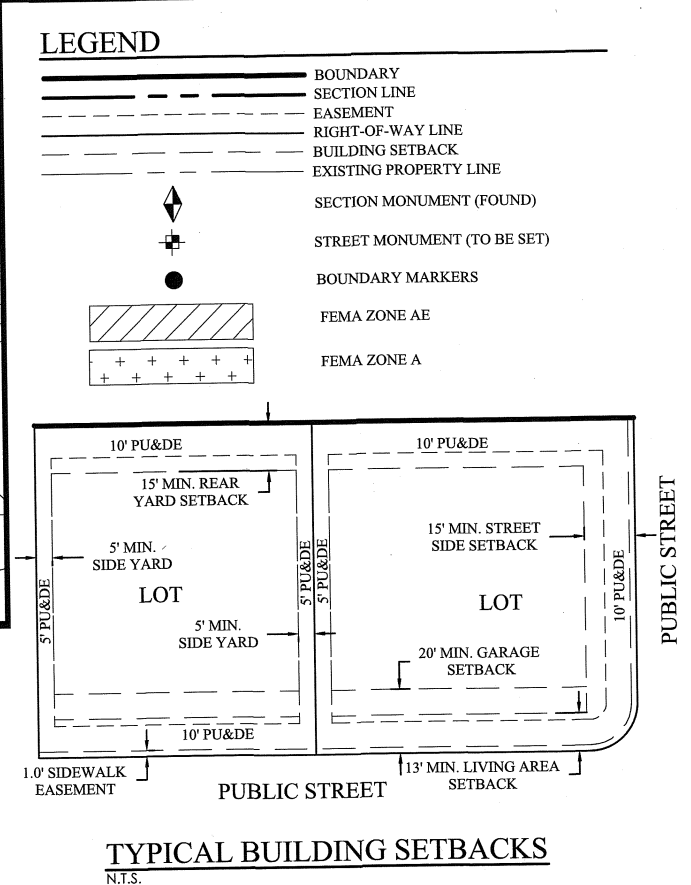 LEGEND
BOUNDARY
SECTION LINE
EASEMENT
RIGHT-OF-WAY LINE
BUILDING SETBACK
EXISTING PROPERTY LINE
SECTION MONUMENT (FOUND)
STREET MONUMENT (TO BE SET)
BOUNDARY MARKERS
FEMA ZONE AE
FEMA ZONE A
10' PU&DE
10' PU&DE
15' MIN. REAR
YARD SETBACK
15' MIN. STREET
SIDE SETBACK
5' MIN.
SIDE YARD
5' PU&DE
5' PU&DE
5' PU&DE
10' PU&DE
PUBLIC STREET
LOT
LOT
5' MIN.
SIDE YARD
20' MIN. GARAGE
SETBACK
10' PU&DE
1.0' SIDEWALK
EASEMENT
13' MIN. LIVING AREA
SETBACK
PUBLIC STREET
TYPICAL BUILDING SETBACKS
N.T.S.